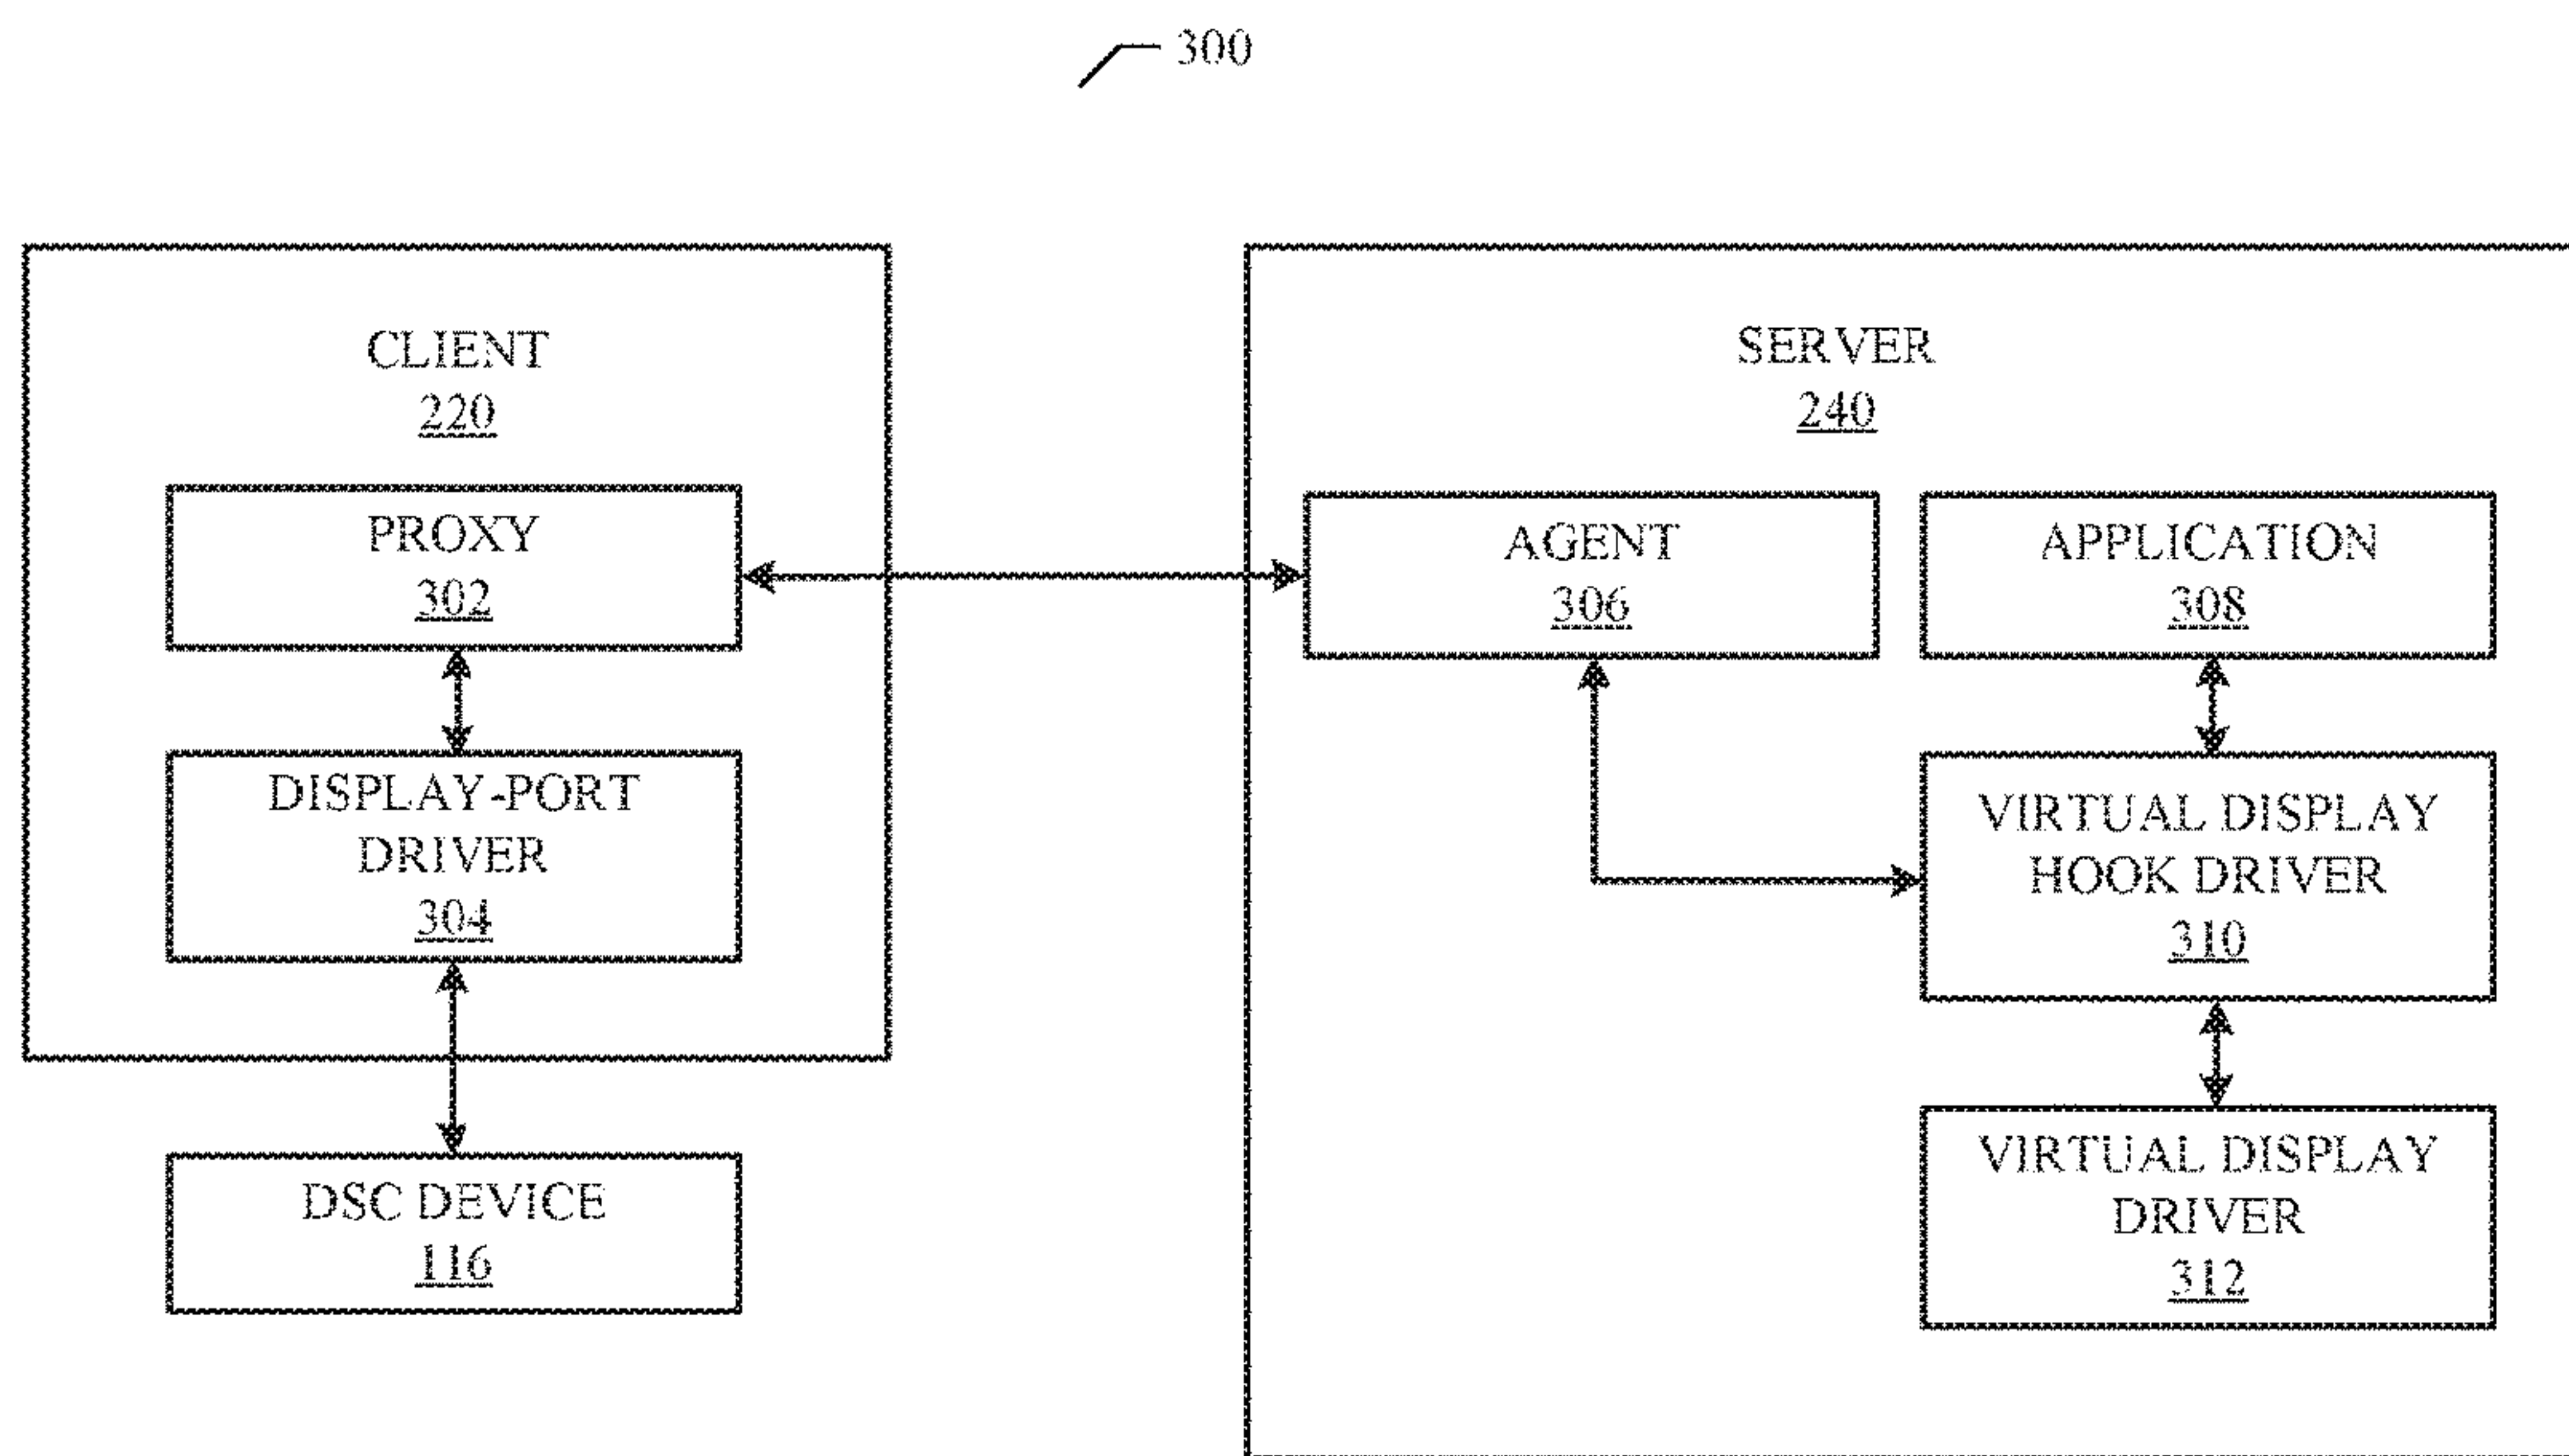 300
CLIENT
220
PROXY
302
DISPLAY-PORT
DRIVER
304
DSC DEVICE
116
SERVER
240
AGENT
306
APPLICATION
308
VIRTUAL DISPLAY
HOOK DRIVER
310
VIRTUAL DISPLAY
DRIVER
312